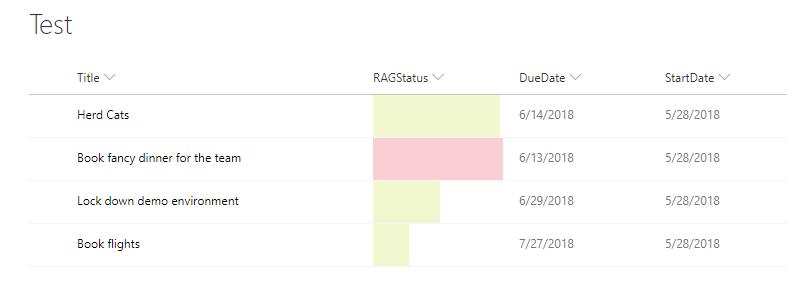 Test
Title RAGStatus DueDate StartDate
Herd Cats 6/14/2018 5/28/2018
Book fancy dinner for the team 6/13/2018 5/28/2018
Lock down demo environment 6/29/2018 5/28/2018
Book flights 7/27/2018 5/28/2018